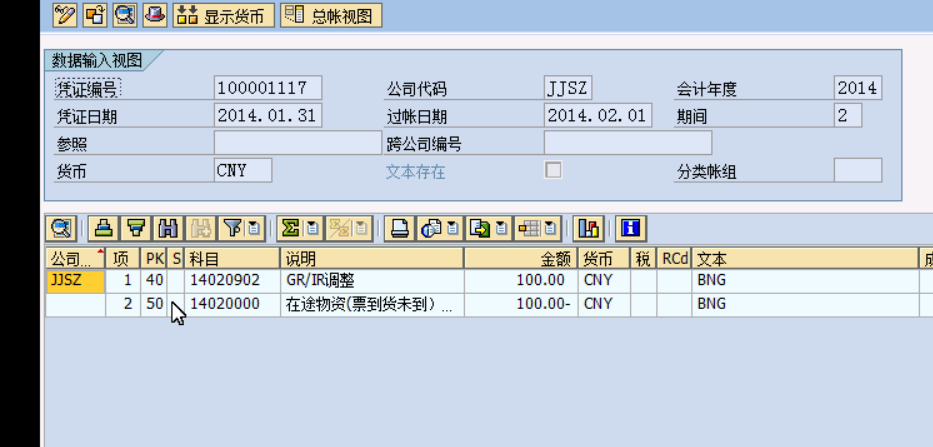 显示货币 总帐视图
数据输入视图
凭证编号 100001117 公司代码 JJSZ 会计年度 2014
凭证日期 2014.01.31 过帐日期 2014.02.01 期间 2
参照 跨公司编号
货币 CNY 文本存在 分类帐组
公司... 项 PK S 科目 说明 金额 货币 税 RCd 文本 成
JJSZ 1 40 14020902 GR/IR调整 100.00 CNY BNG
2 50 14020000 在途物资(票到货未到) ... 100.00- CNY BNG